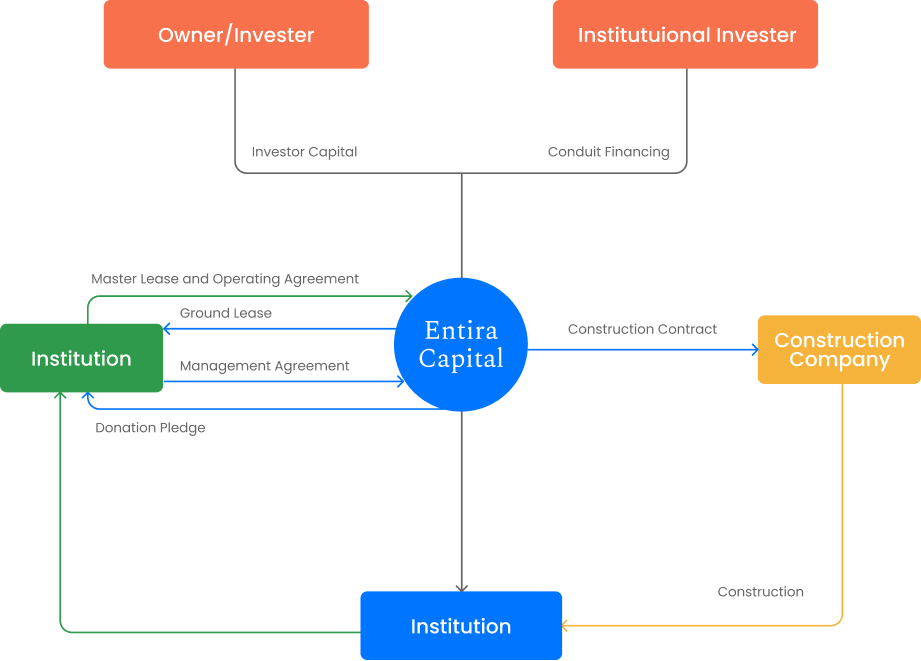 Owner/Invester
Institutuional Invester
Investor Capital
Conduit Financing
Master Lease and Operating Agreement
Ground Lease
Entira
Capital
Construction Contract
Construction
Company
Institution
Management Agreement
Donation Pledge
Construction
Institution